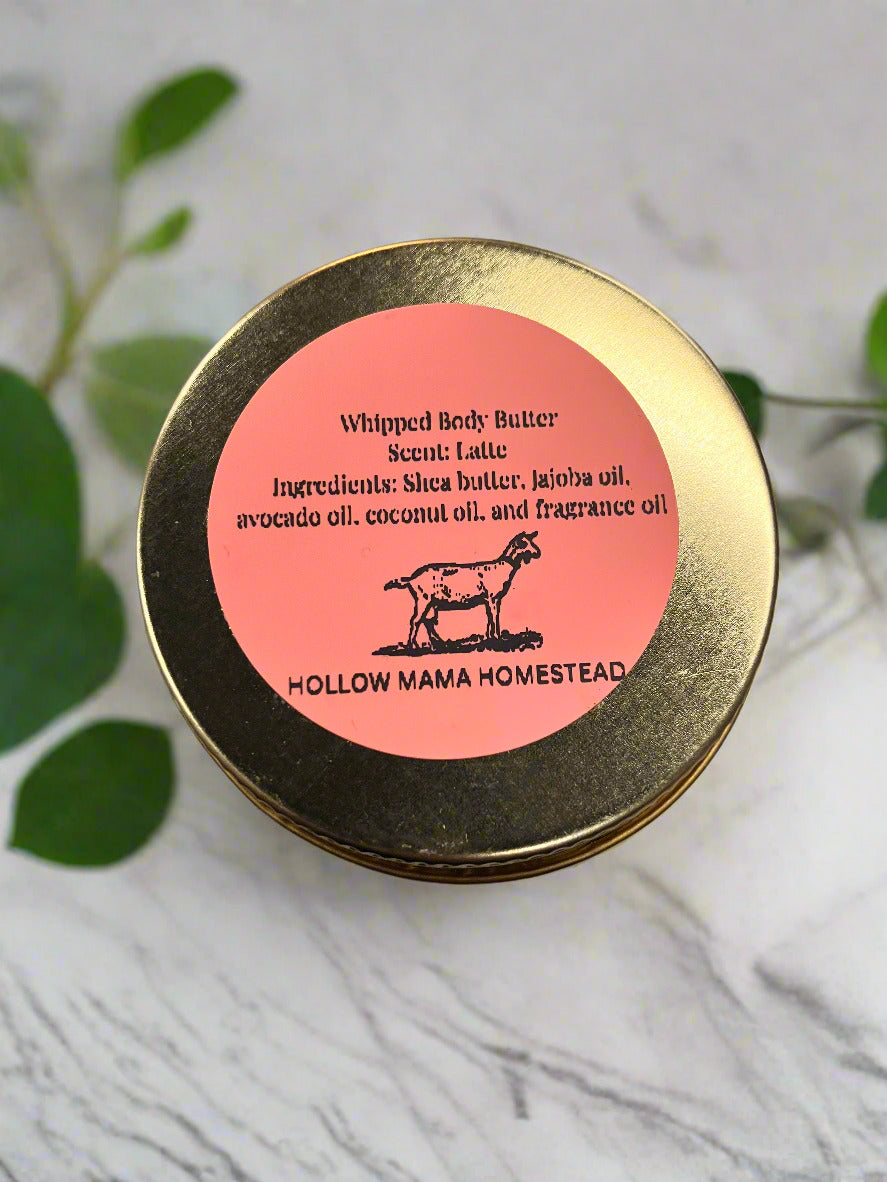 Whipped Body Butter
Scent: Latte
Ingredients: Shea butter, Jajoba oil,
avocado oil, coconut oil, and fragrance oil
HOLLOW MAMA HOMESTEAD